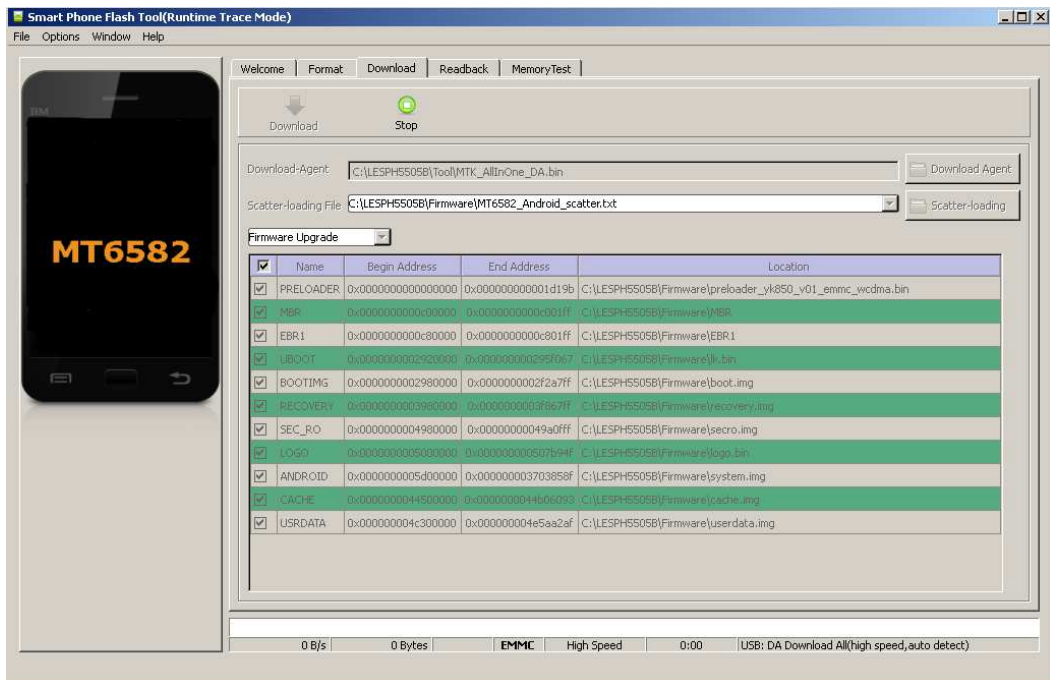 Smart Phone Flash Tool(Runtime Trace Mode)
File Options Window Help
Welcome Format Download Readback MemoryTest
BM
Download Stop
Download-Agent C:\LESPH5505B\Tool\MTK_AllInOne_DA.bin Download Agent
Scatter-loading File C:\LESPH5505B\Firmware\MT6582_Android_scatter.txt Scatter-loading
MT6582
Firmware Upgrade
Name Begin Address End Address Location
PRELOADER 0x0000000000000000 0x000000000001d19b C:\LESPH5505B\Firmware\preloader_yk850_v01_emmc_wcdma.bin
MBR 0x0000000000c00000 0x0000000000c001ff C:\LESPH5505B\Firmware\MBR
EBR1 0x0000000000c80000 0x0000000000c801ff C:\LESPH5505B\Firmware\EBR1
UBOOT 0x0000000002920000 0x000000000295f067 C:\LESPH5505B\Firmware\lk.bin
BOOTIMG 0x0000000002980000 0x0000000002f2a7ff C:\LESPH5505B\Firmware\boot.img
RECOVERY 0x0000000003980000 0x0000000003f867ff C:\LESPH5505B\Firmware\recovery.img
SEC_RO 0x0000000004980000 0x00000000049a0fff C:\LESPH5505B\Firmware\secro.img
LOGO 0x0000000005000000 0x000000000507b94f C:\LESPH5505B\Firmware\logo.bin
ANDROID 0x0000000005d00000 0x000000003703858f C:\LESPH5505B\Firmware\system.img
CACHE 0x0000000044500000 0x0000000044b06093 C:\LESPH5505B\Firmware\cache.img
USRDATA 0x000000004c300000 0x000000004e5aa2af C:\LESPH5505B\Firmware\userdata.img
0 B/s 0 Bytes EMMC High Speed 0:00 USB: DA Download All(high speed,auto detect)